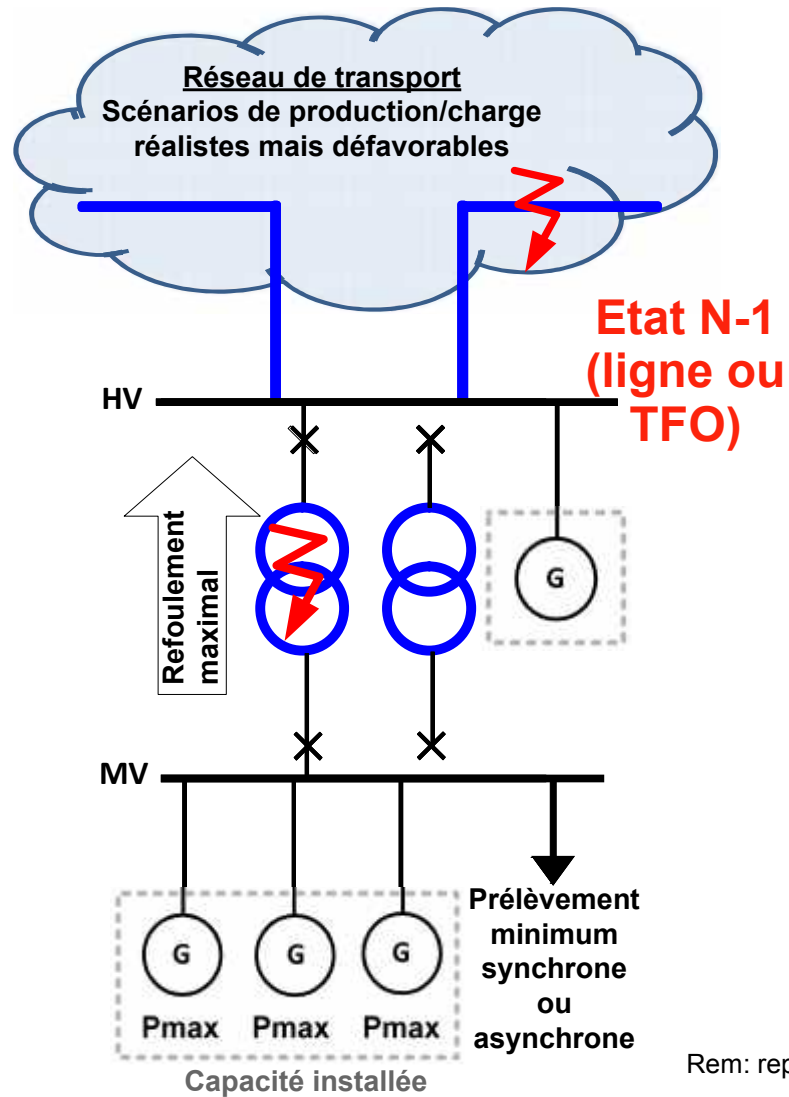 Réseau de transport
Scénarios de production/charge
réalistes mais défavorables
Etat N-1
(ligne ou
TFO)
HV
Refoulement
maximal
G
MV
Prélèvement
minimum
synchrone
ou
asynchrone
G G G
Pmax Pmax Pmax
Capacité installée
Rem: rep